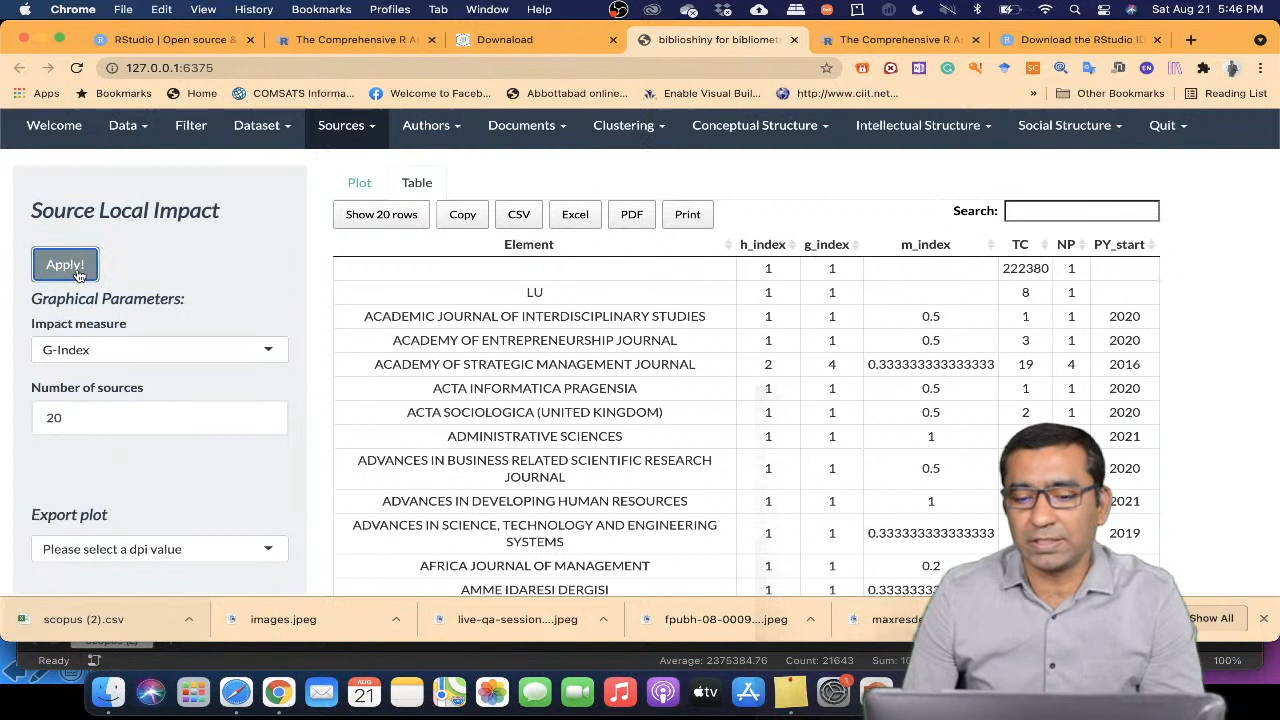 Chrome File Edit View History Bookmarks Profiles Tab Window Help Sat Aug 21 5:46 PM
RStudio | Open source & The Comprehensive R A Downaload biblioshiny for bibliomet The Comprehensive R A Download the RStudio ID
127.0.0.1:6375
Apps Bookmarks Home COMSATS Informa... Welcome to Faceb... Abbottabad online... Enable Visual Buil... http://www.ciit.net... » Other Bookmarks Reading List
Welcome Data Filter Dataset Sources Authors Documents Clustering Conceptual Structure Intellectual Structure Social Structure Quit
Source Local Impact
Apply!
Graphical Parameters:
Impact measure
G-Index
Number of sources
20
Export plot
Please select a dpi value
Plot Table
Show 20 rows Copy CSV Excel PDF Print Search:
Element h_index g_index m_index TC NP PY_start
1 1 222380 1
LU 1 1 8 1
ACADEMIC JOURNAL OF INTERDISCIPLINARY STUDIES 1 1 0.5 1 1 2020
ACADEMY OF ENTREPRENEURSHIP JOURNAL 1 1 0.5 3 1 2020
ACADEMY OF STRATEGIC MANAGEMENT JOURNAL 2 4 0.333333333333333 19 4 2016
ACTA INFORMATICA PRAGENSIA 1 1 0.5 1 1 2020
ACTA SOCIOLOGICA (UNITED KINGDOM) 1 1 0.5 2 1 2020
ADMINISTRATIVE SCIENCES 1 1 1 2021
ADVANCES IN BUSINESS RELATED SCIENTIFIC RESEARCH
JOURNAL 1 1 0.5 2020
ADVANCES IN DEVELOPING HUMAN RESOURCES 1 1 1 2021
ADVANCES IN SCIENCE, TECHNOLOGY AND ENGINEERING
SYSTEMS 1 1 0.333333333333333 2019
AFRICA JOURNAL OF MANAGEMENT 1 1 0.2
AMME IDARESI DERGISI 1 1
scopus (2).csv images.jpeg live-qa-session....jpeg fpubh-08-0009....jpeg Show All
Ready Average: 2375384.76 Count: 21643 100%
AUG
21